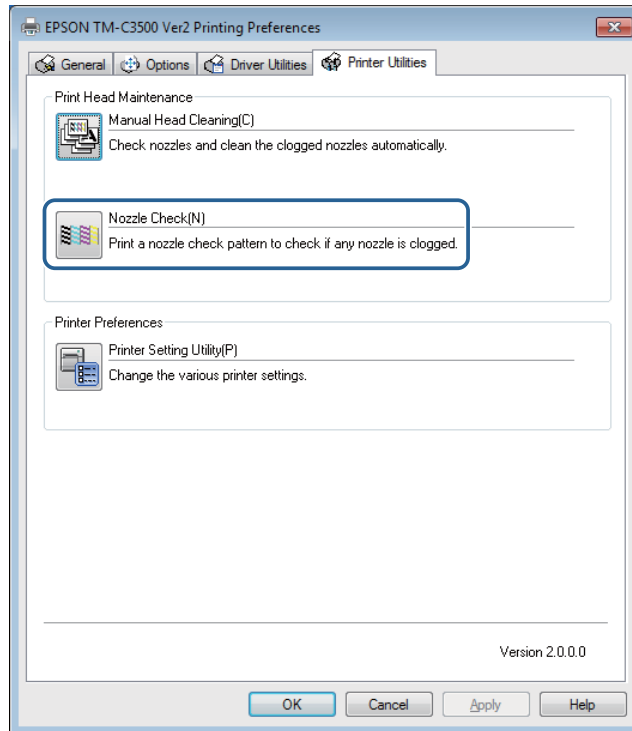 EPSON TM-C3500 Ver2 Printing Preferences
General Options Driver Utilities Printer Utilities
Print Head Maintenance
Manual Head Cleaning(C)
Check nozzles and clean the clogged nozzles automatically.
Nozzle Check(N)
Print a nozzle check pattern to check if any nozzle is clogged.
Printer Preferences
Printer Setting Utility(P)
Change the various printer settings.
Version 2.0.0.0
OK Cancel Apply Help